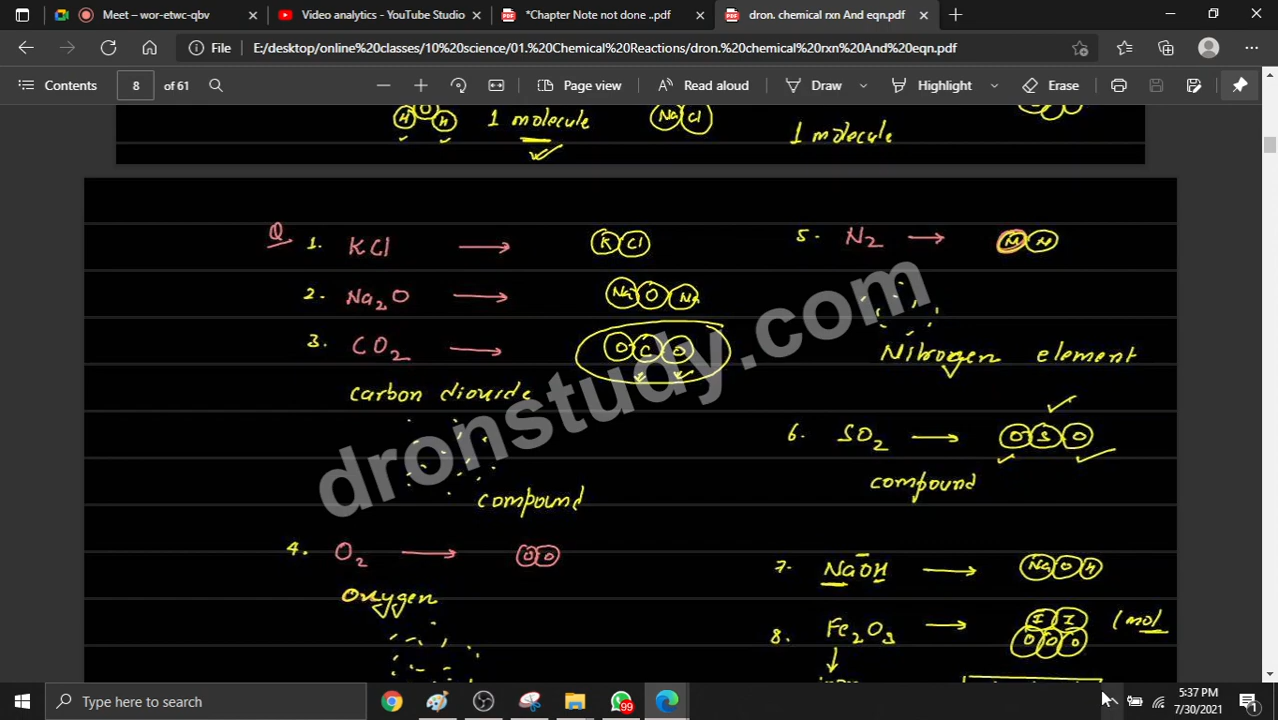 Meet – wor-etwc-qbv
Video analytics - YouTube Studio
*Chapter Note not done ..pdf
dron. chemical rxn And eqn.pdf
File
E:/desktop/online%20classes/10%20science/01.%20Chemical%20Reactions/dron.%20chemical%20rxn%20And%20eqn.pdf
Contents
8 of 61
Page view
Read aloud
Draw
Highlight
Erase
H O H 1 molecule Na Cl 1 molecule
Q 1. KCl → K Cl
2. Na2O → Na O Na
3. CO2 → O C O
carbon dioxide
compound
4. O2 → O O
Oxygen
5. N2 → N N
Nitrogen element
6. SO2 → O S O
compound
7. NaOH → Na O H
8. Fe2O3 → I I O O O 1 mol
dronstudy.com
Type here to search
99
5:37 PM
7/30/2021
1